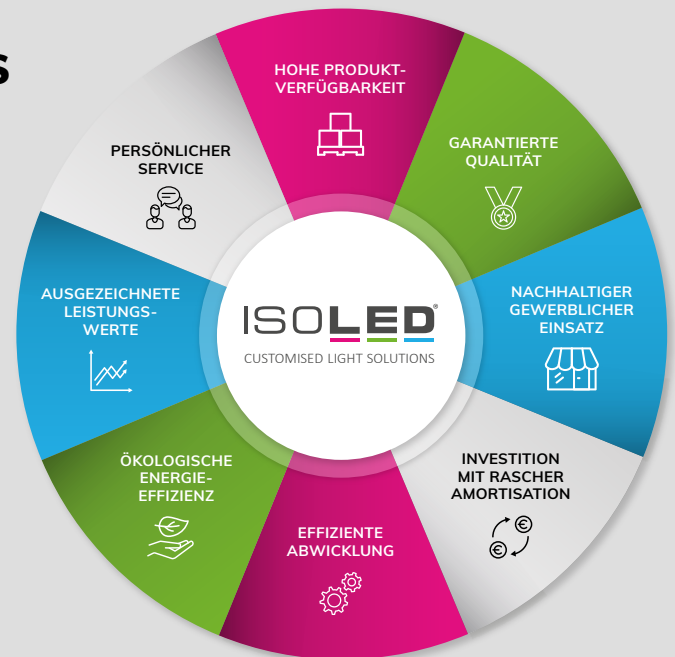 s
HOHE PRODUKT-
VERFÜGBARKEIT
GARANTIERTE
QUALITÄT
NACHHALTIGER
GEWERBLICHER
EINSATZ
INVESTITION
MIT RASCHER
AMORTISATION
€
€
EFFIZIENTE
ABWICKLUNG
ÖKOLOGISCHE
ENERGIE-
EFFIZIENZ
AUSGEZEICHNETE
LEISTUNGS-
WERTE
PERSÖNLICHER
SERVICE
ISOLED®
CUSTOMISED LIGHT SOLUTIONS